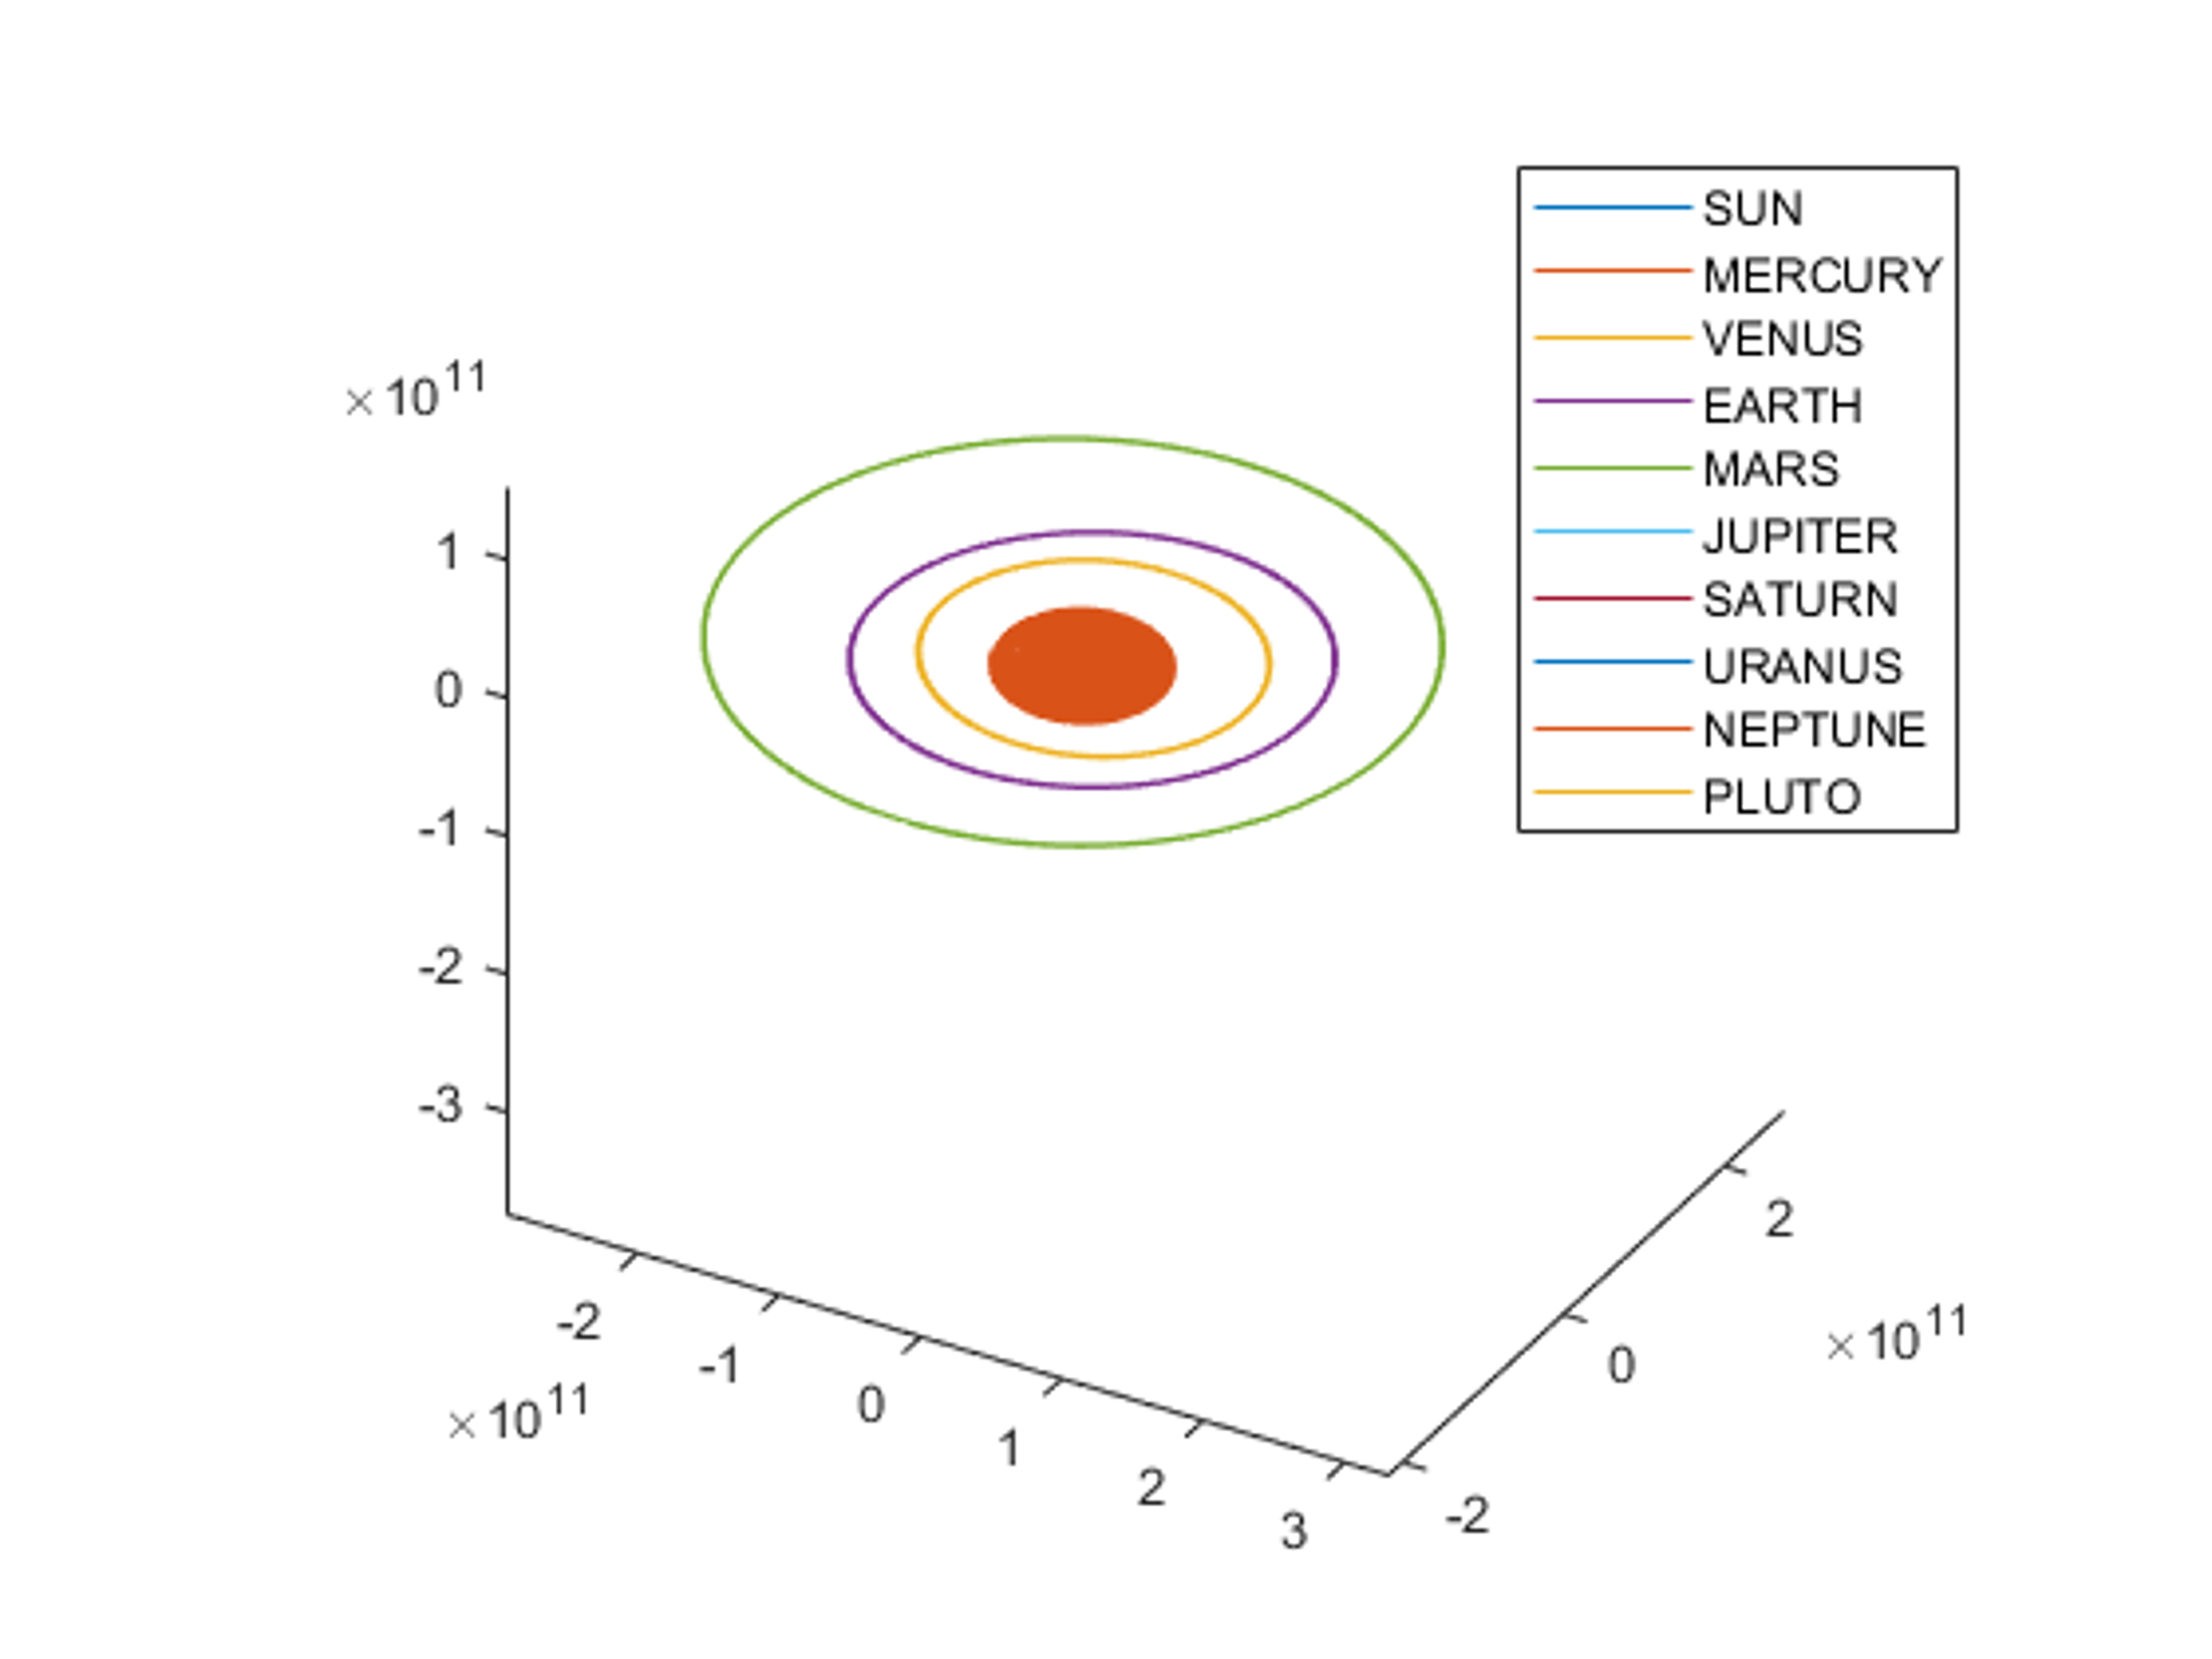 ×10^11
1
0
-1
-2
-3
-2
-1
0
1
2
3
×10^11
-2
0
2
×10^11
SUN
MERCURY
VENUS
EARTH
MARS
JUPITER
SATURN
URANUS
NEPTUNE
PLUTO